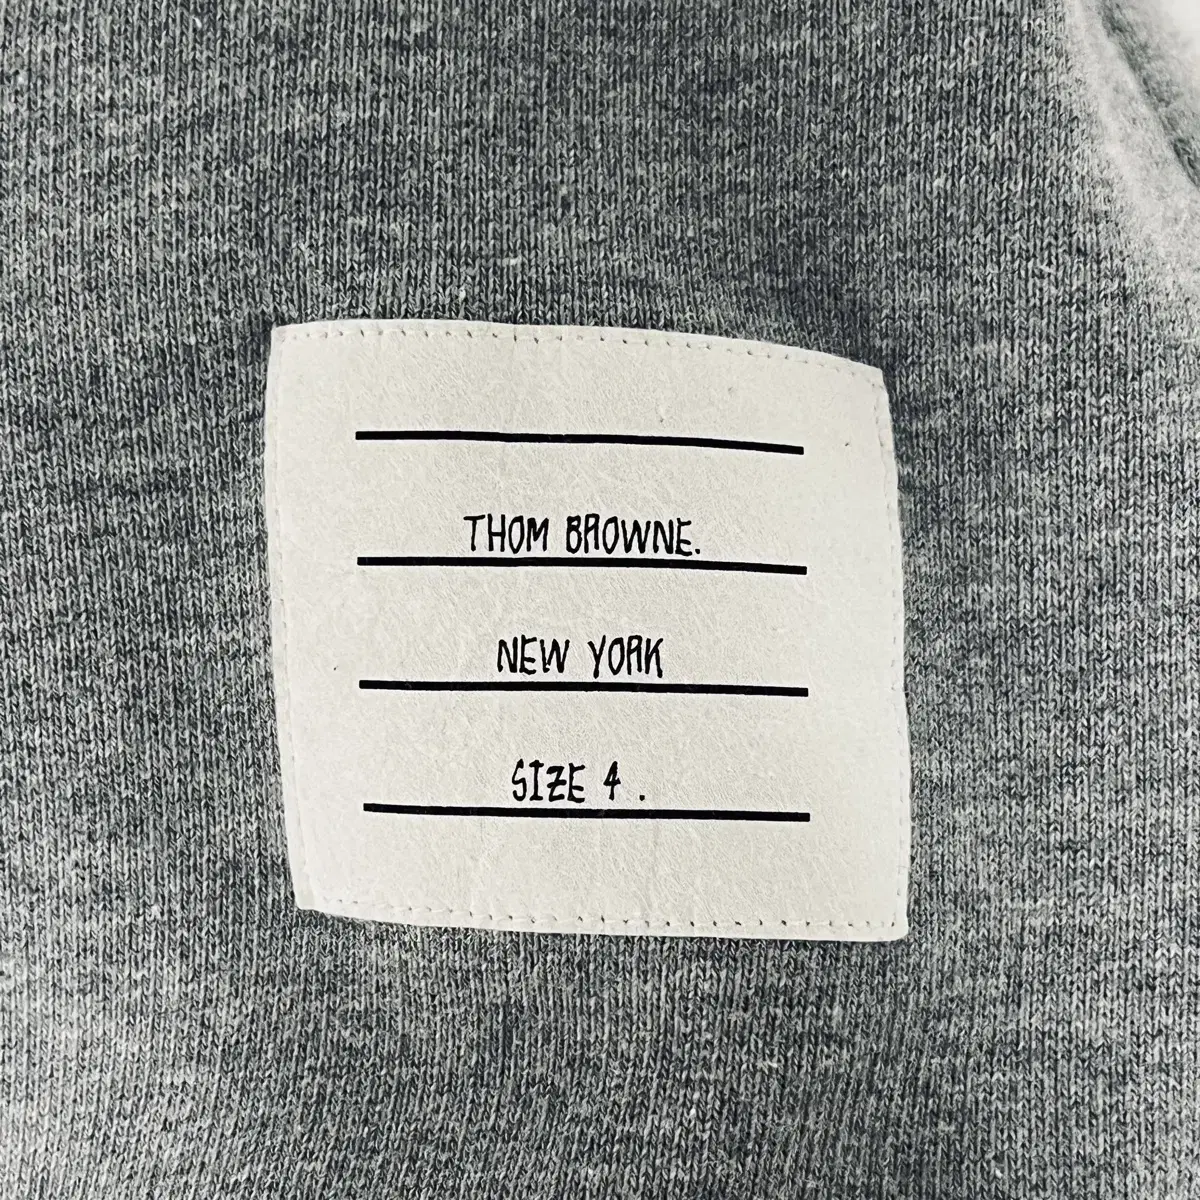 THOM BROWNE.
NEW YORK
SIZE 4 .